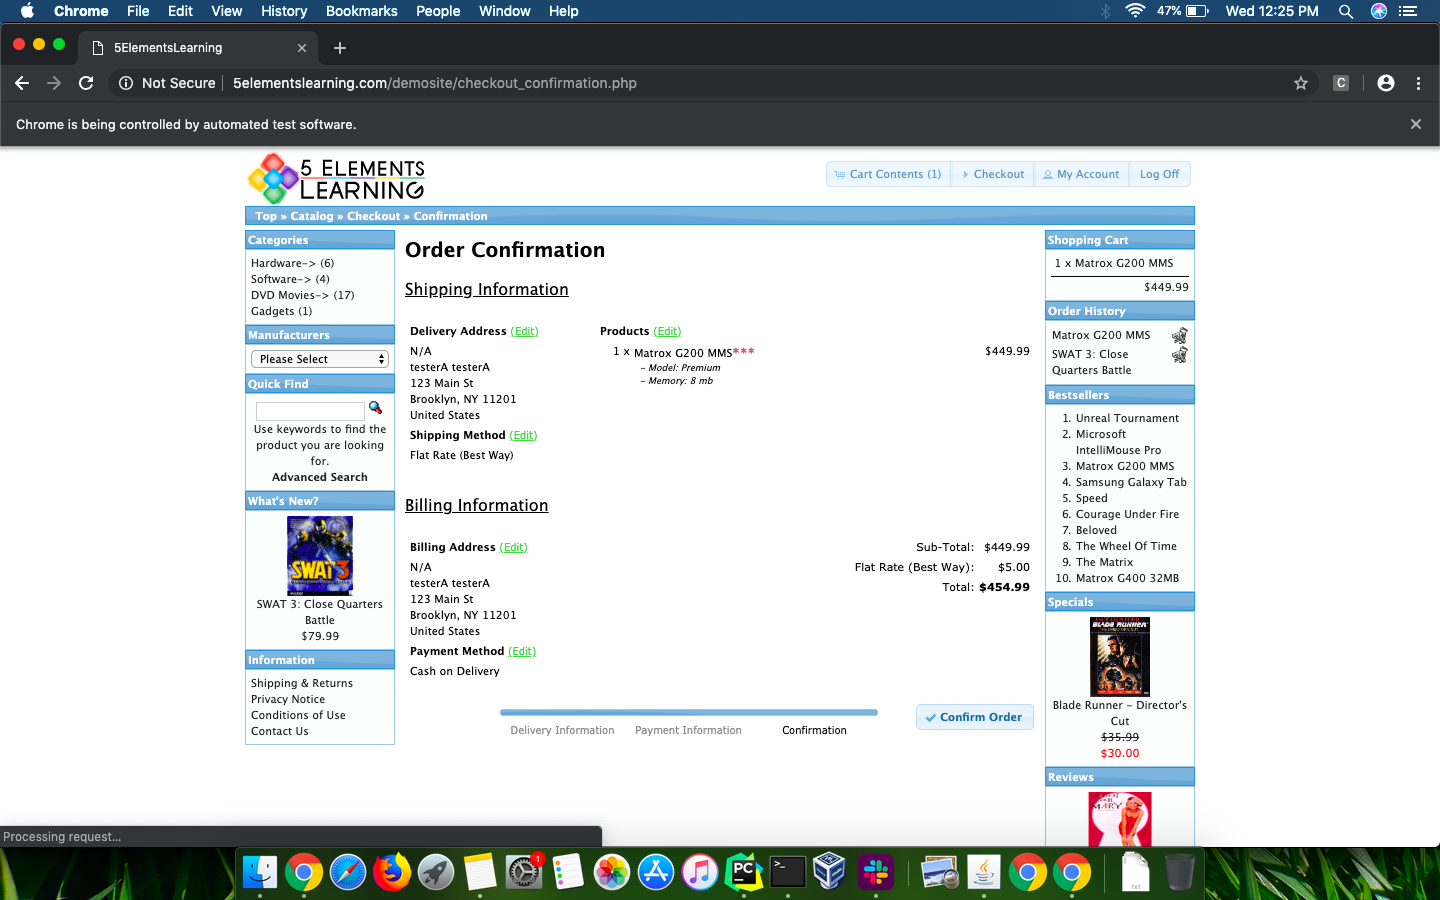 Chrome File Edit View History Bookmarks People Window Help 47% Wed 12:25 PM
5ElementsLearning
Not Secure 5elementslearning.com/demosite/checkout_confirmation.php C
Chrome is being controlled by automated test software.
5 ELEMENTS
LEARNING
Cart Contents (1) Checkout My Account Log Off
Top » Catalog » Checkout » Confirmation
Categories
Hardware-> (6)
Software-> (4)
DVD Movies-> (17)
Gadgets (1)
Manufacturers
Please Select
Quick Find
Use keywords to find the
product you are looking
for.
Advanced Search
What's New?
SWAT 3
SWAT 3: Close Quarters
Battle
$79.99
Information
Shipping & Returns
Privacy Notice
Conditions of Use
Contact Us
Order Confirmation
Shipping Information
Delivery Address (Edit)
N/A
testerA testerA
123 Main St
Brooklyn, NY 11201
United States
Shipping Method (Edit)
Flat Rate (Best Way)
Products (Edit)
1 x Matrox G200 MMS*** $449.99
- Model: Premium
- Memory: 8 mb
Billing Information
Billing Address (Edit)
N/A
testerA testerA
123 Main St
Brooklyn, NY 11201
United States
Payment Method (Edit)
Cash on Delivery
Sub-Total: $449.99
Flat Rate (Best Way): $5.00
Total: $454.99
Delivery Information Payment Information Confirmation
Confirm Order
Shopping Cart
1 x Matrox G200 MMS
$449.99
Order History
Matrox G200 MMS
SWAT 3: Close
Quarters Battle
Bestsellers
1. Unreal Tournament
2. Microsoft
IntelliMouse Pro
3. Matrox G200 MMS
4. Samsung Galaxy Tab
5. Speed
6. Courage Under Fire
7. Beloved
8. The Wheel Of Time
9. The Matrix
10. Matrox G400 32MB
Specials
BLADE RUNNER
Blade Runner - Director's
Cut
$35.99
$30.00
Reviews
MARY
Processing request...
1
PC
>_
TXT